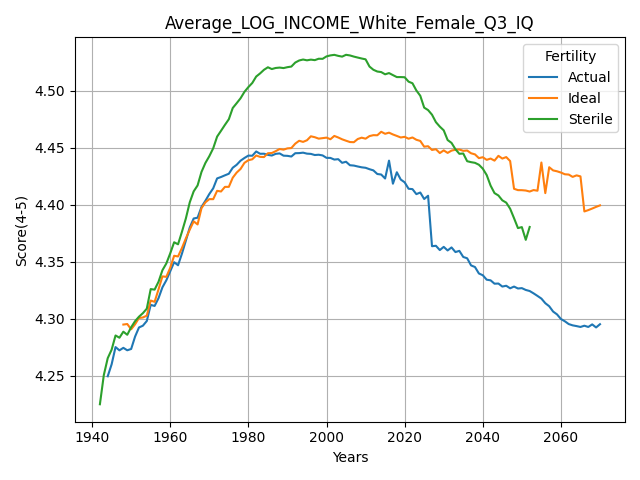 Average_LOG_INCOME_White_Female_Q3_IQ
Fertility
Actual
Ideal
Sterile
Score(4-5)
4.50
4.45
4.40
4.35
4.30
4.25
1940 1960 1980 2000 2020 2040 2060
Years